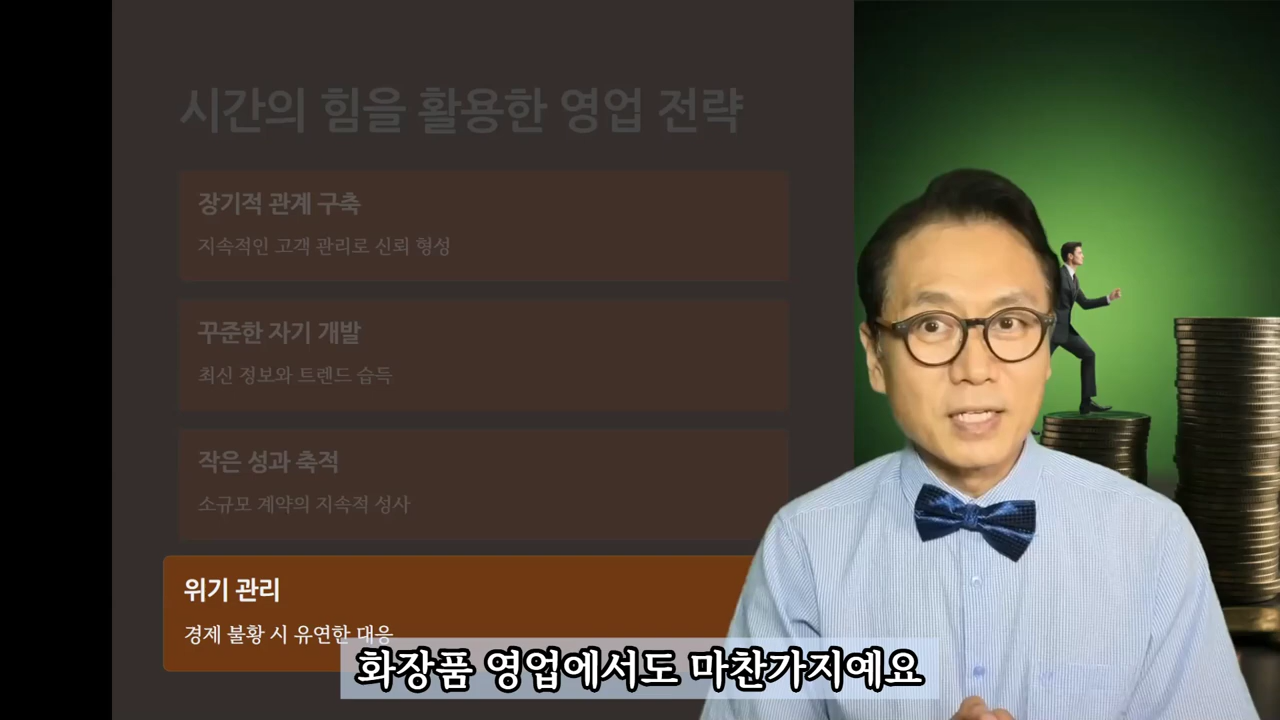 시간의 힘을 활용한 영업 전략
장기적 관계 구축
지속적인 고객 관리로 신뢰 형성
꾸준한 자기 개발
최신 정보와 트렌드 습득
작은 성과 축적
소규모 계약의 지속적 성사
위기 관리
경제 불황 시 유연한 대응
화장품 영업에서도 마찬가지예요